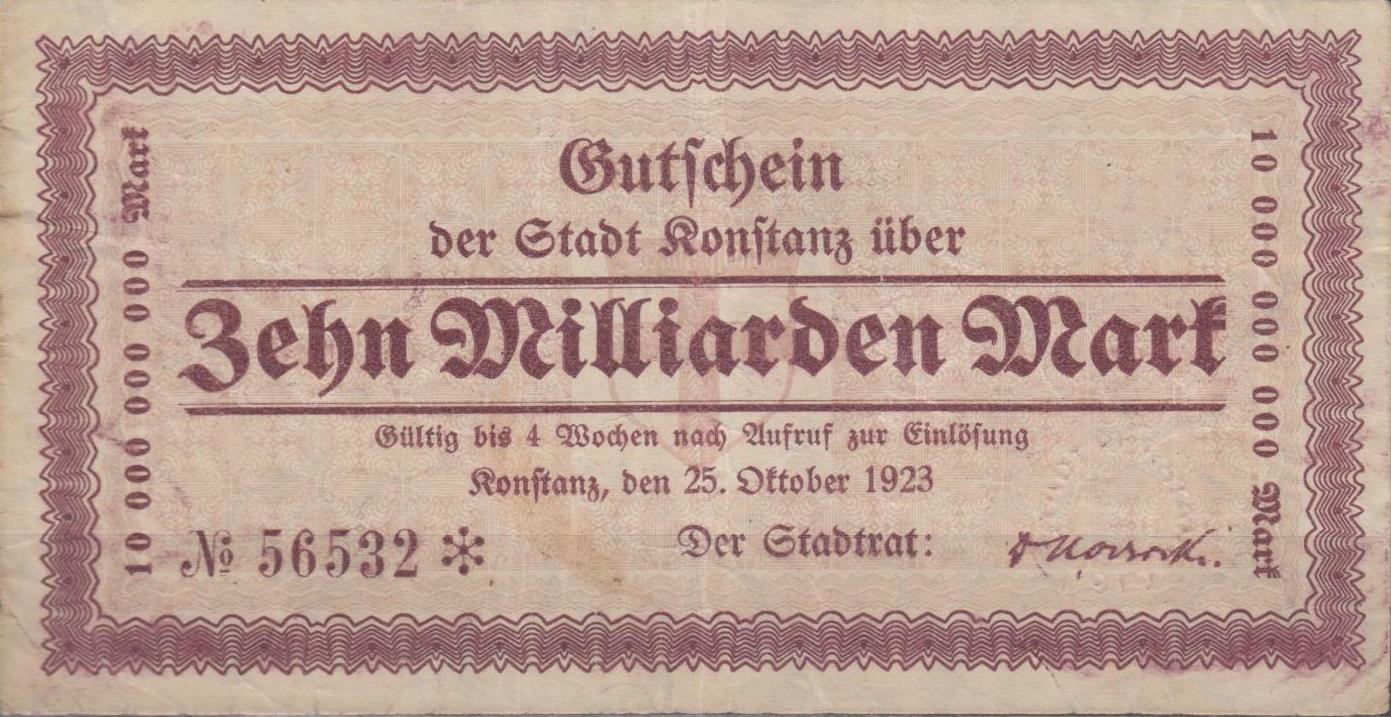 Gutschein
der Stadt Konstanz über
Zehn Milliarden Mark
Gültig bis 4 Wochen nach Aufruf zur Einlösung
Konstanz, den 25. Oktober 1923
№ 56532 *
Der Stadtrat:
10 000 000 000 Mark
10 000 000 000 Mark